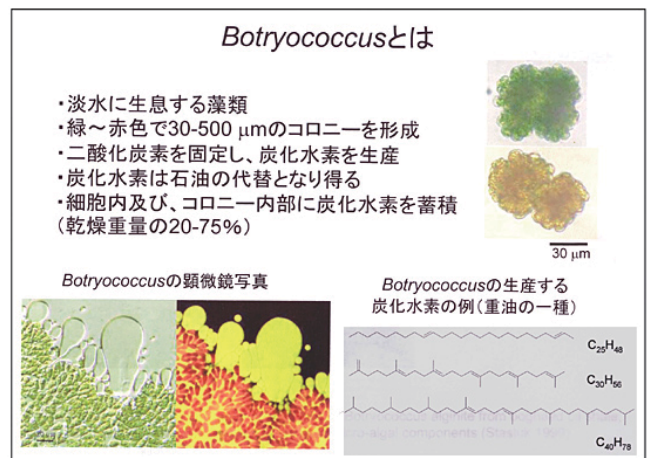 Botryococcusとは
・淡水に生息する藻類
・緑～赤色で30-500 μmのコロニーを形成
・二酸化炭素を固定し、炭化水素を生産
・炭化水素は石油の代替となり得る
・細胞内及び、コロニー内部に炭化水素を蓄積
（乾燥重量の20-75%）
30 μm
Botryococcusの顕微鏡写真
Botryococcusの生産する
炭化水素の例（重油の一種）
C25H48
C30H56
C40H78